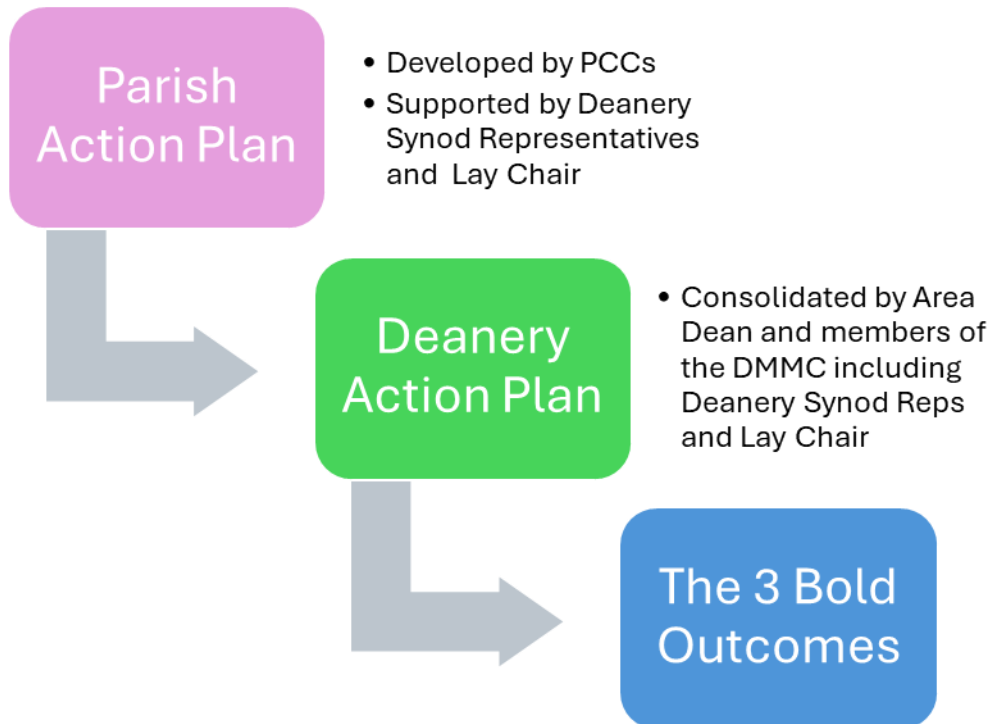 Parish
Action Plan
• Developed by PCCs
• Supported by Deanery
Synod Representatives
and Lay Chair
Deanery
Action Plan
• Consolidated by Area
Dean and members of
the DMMC including
Deanery Synod Reps
and Lay Chair
The 3 Bold
Outcomes